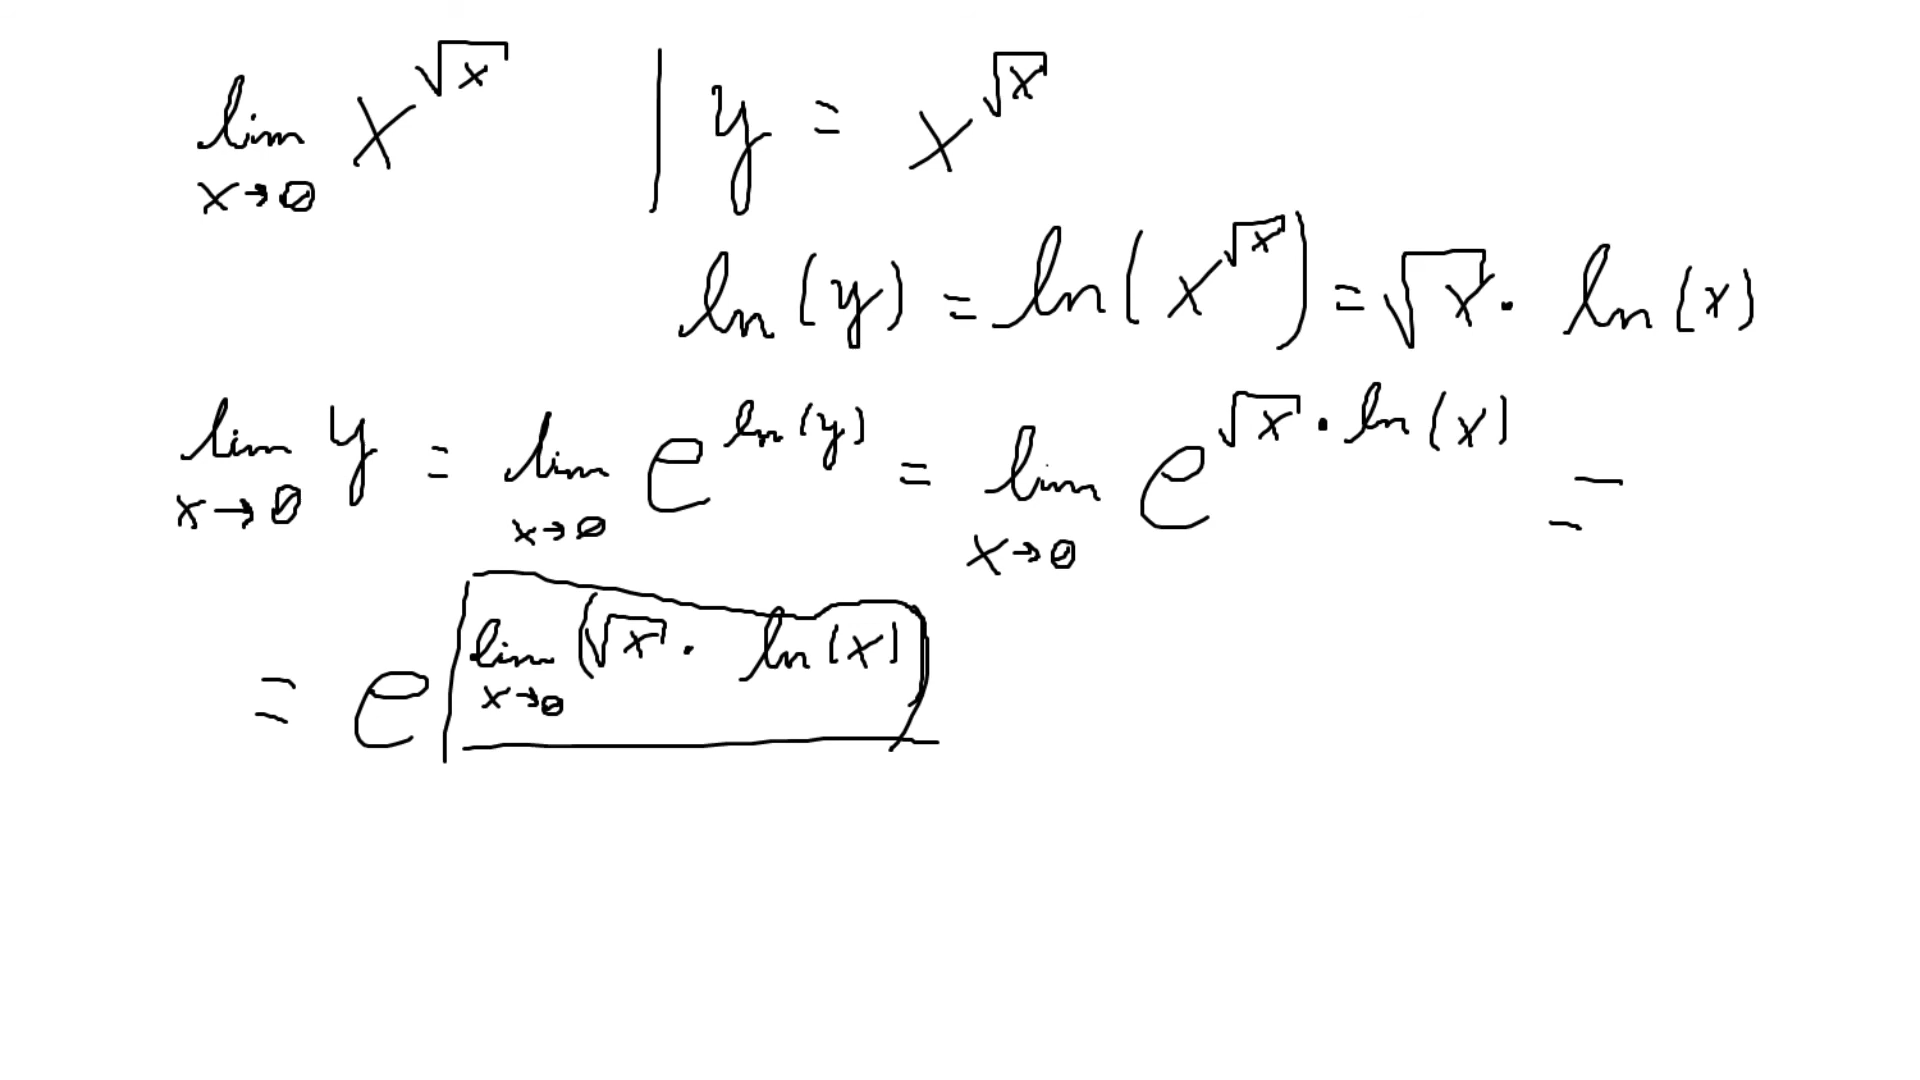 lim x→0 x^√x | y = x^√x
ln(y) = ln(x^√x) = √x · ln(x)
lim x→0 y = lim x→0 e^ln(y) = lim x→0 e^√x · ln(x) =
= e^lim x→0 (√x · ln(x))